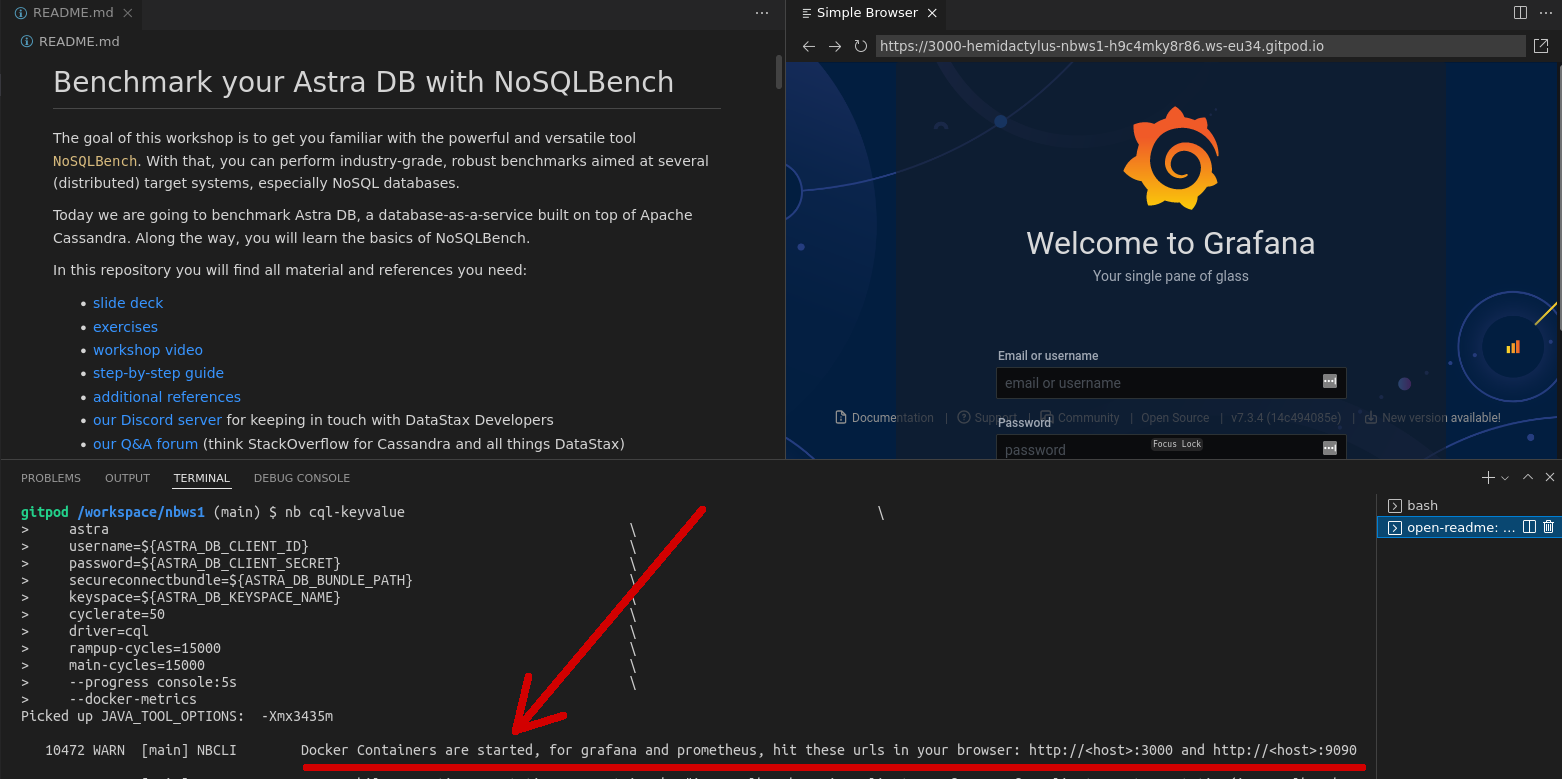 README.md
README.md
Benchmark your Astra DB with NoSQLBench
The goal of this workshop is to get you familiar with the powerful and versatile tool
NoSQLBench. With that, you can perform industry-grade, robust benchmarks aimed at several
(distributed) target systems, especially NoSQL databases.
Today we are going to benchmark Astra DB, a database-as-a-service built on top of Apache
Cassandra. Along the way, you will learn the basics of NoSQLBench.
In this repository you will find all material and references you need:
• slide deck
• exercises
• workshop video
• step-by-step guide
• additional references
• our Discord server for keeping in touch with DataStax Developers
• our Q&A forum (think StackOverflow for Cassandra and all things DataStax)
Simple Browser
https://3000-hemidactylus-nbws1-h9c4mky8r86.ws-eu34.gitpod.io
Welcome to Grafana
Your single pane of glass
Email or username
email or username
Documentation | Support | Community | Open Source | v7.3.4 (14c494085e) | New version available!
Password
Focus Lock
password
PROBLEMS OUTPUT TERMINAL DEBUG CONSOLE
gitpod /workspace/nbws1 (main) $ nb cql-keyvalue \
> astra \
> username=${ASTRA_DB_CLIENT_ID} \
> password=${ASTRA_DB_CLIENT_SECRET} \
> secureconnectbundle=${ASTRA_DB_BUNDLE_PATH} \
> keyspace=${ASTRA_DB_KEYSPACE_NAME} \
> cyclerate=50 \
> driver=cql \
> rampup-cycles=15000 \
> main-cycles=15000 \
> --progress console:5s \
> --docker-metrics
Picked up JAVA_TOOL_OPTIONS: -Xmx3435m
10472 WARN [main] NBCLI Docker Containers are started, for grafana and prometheus, hit these urls in your browser: http://<host>:3000 and http://<host>:9090
bash
open-readme: ...